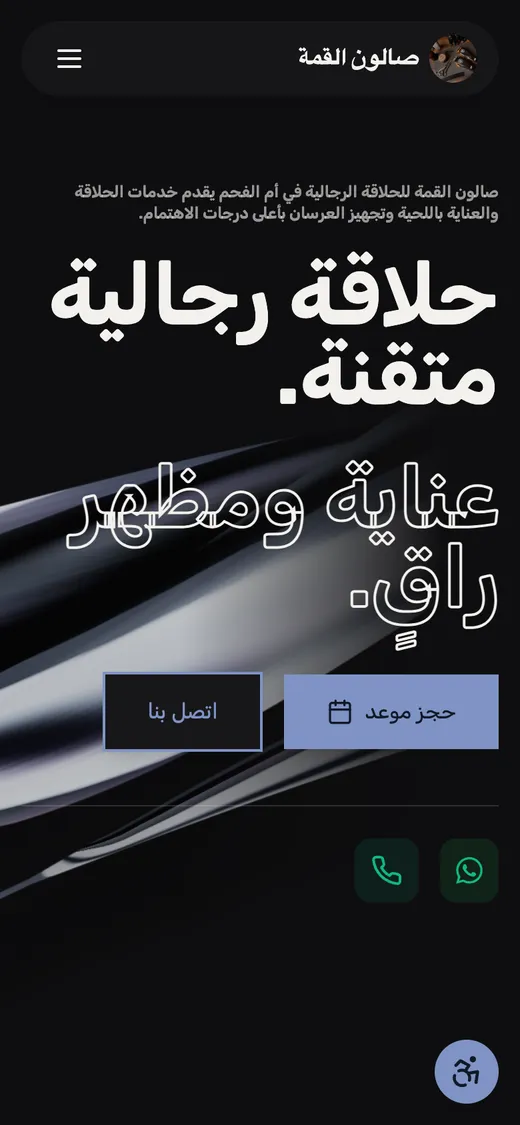 صالون القمة
صالون القمة للحلاقة الرجالية في أم الفحم يقدم خدمات الحلاقة
والعناية باللحية وتجهيز العرسان بأعلى درجات الاهتمام.
حلاقة رجالية
متقنة.
عناية ومظهر
راقٍ.
حجز موعد
اتصل بنا